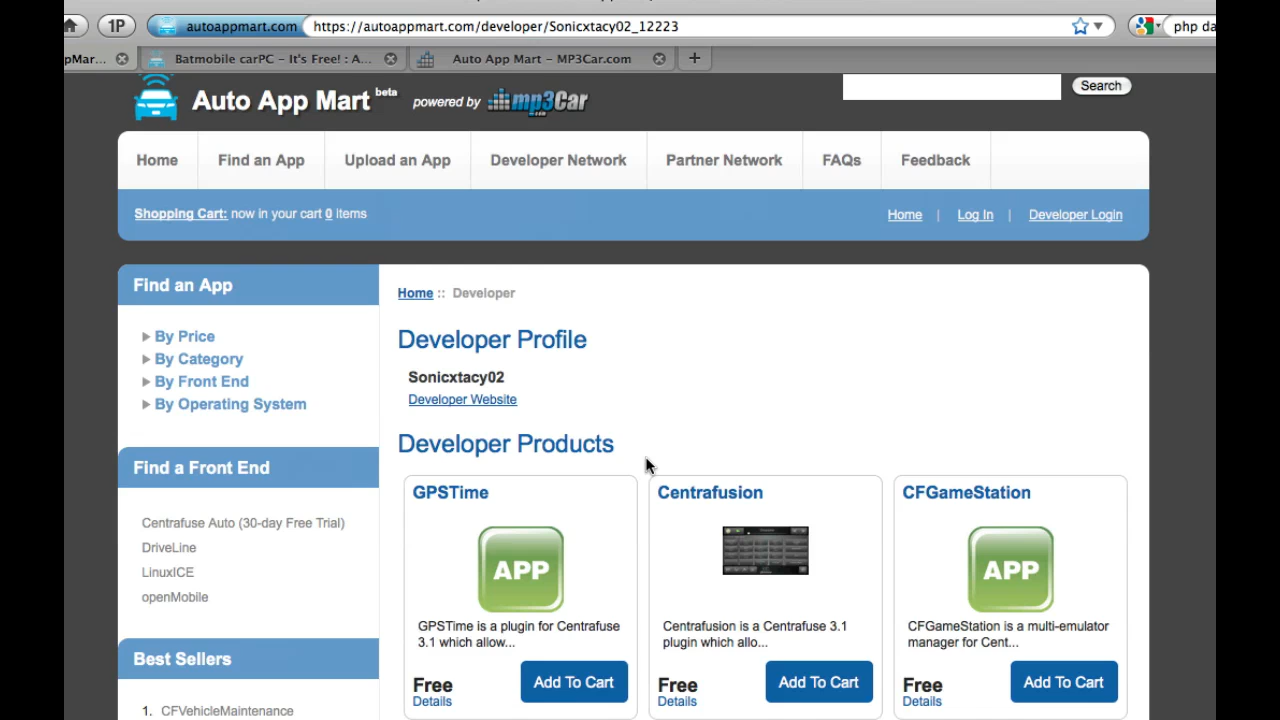 1P autoappmart.com https://autoappmart.com/developer/Sonicxtacy02_12223 php da
pMar... Batmobile carPC - It's Free! : A... Auto App Mart - MP3Car.com +
Auto App Mart beta powered by mp3Car Search
Home Find an App Upload an App Developer Network Partner Network FAQs Feedback
Shopping Cart: now in your cart 0 items Home | Log In | Developer Login
Find an App
By Price
By Category
By Front End
By Operating System
Find a Front End
Centrafuse Auto (30-day Free Trial)
DriveLine
LinuxICE
openMobile
Best Sellers
1. CFVehicleMaintenance
Home :: Developer
Developer Profile
Sonicxtacy02
Developer Website
Developer Products
GPSTime
APP
GPSTime is a plugin for Centrafuse
3.1 which allow...
Free
Details
Add To Cart
Centrafusion
Centrafusion is a Centrafuse 3.1
plugin which allo...
Free
Details
Add To Cart
CFGameStation
APP
CFGameStation is a multi-emulator
manager for Cent...
Free
Details
Add To Cart